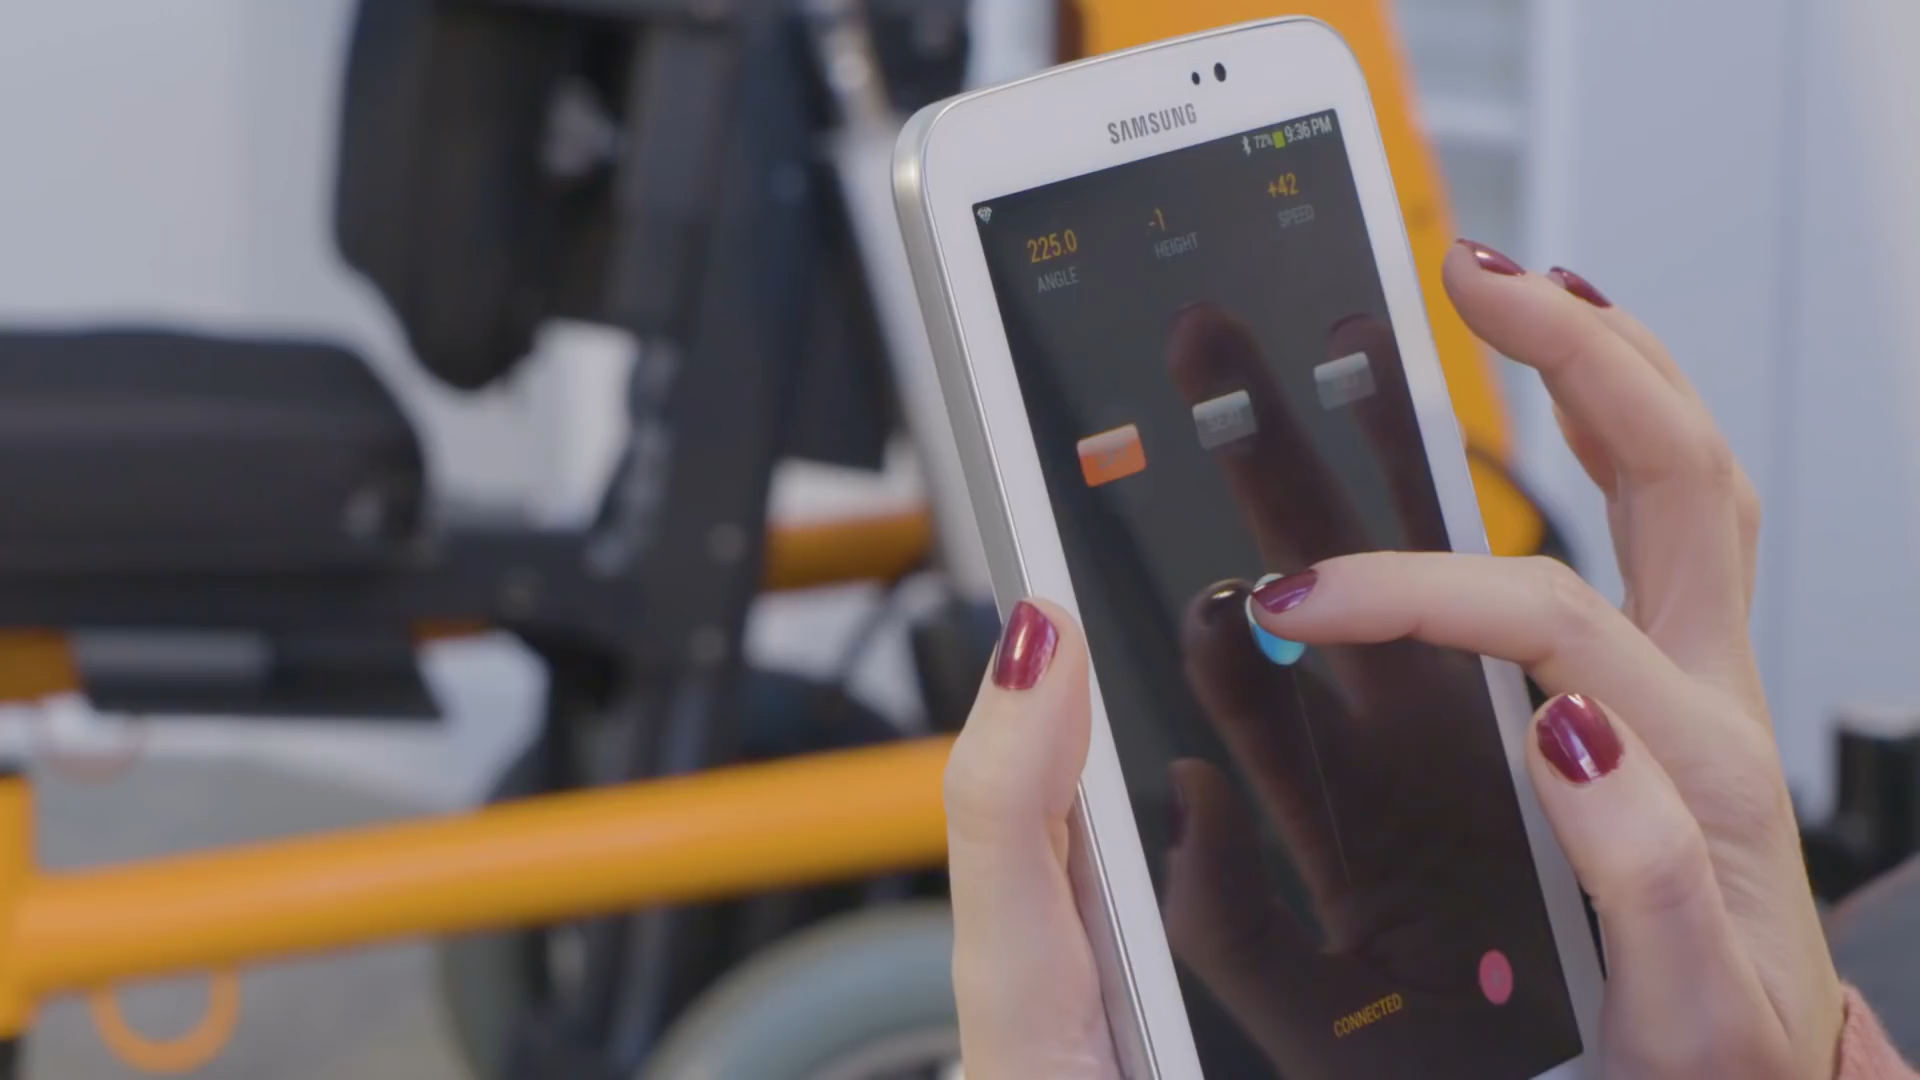 SAMSUNG
72% 9:36 PM
225.0 -1 +42
ANGLE HEIGHT SPEED
SEAT
CONNECTED